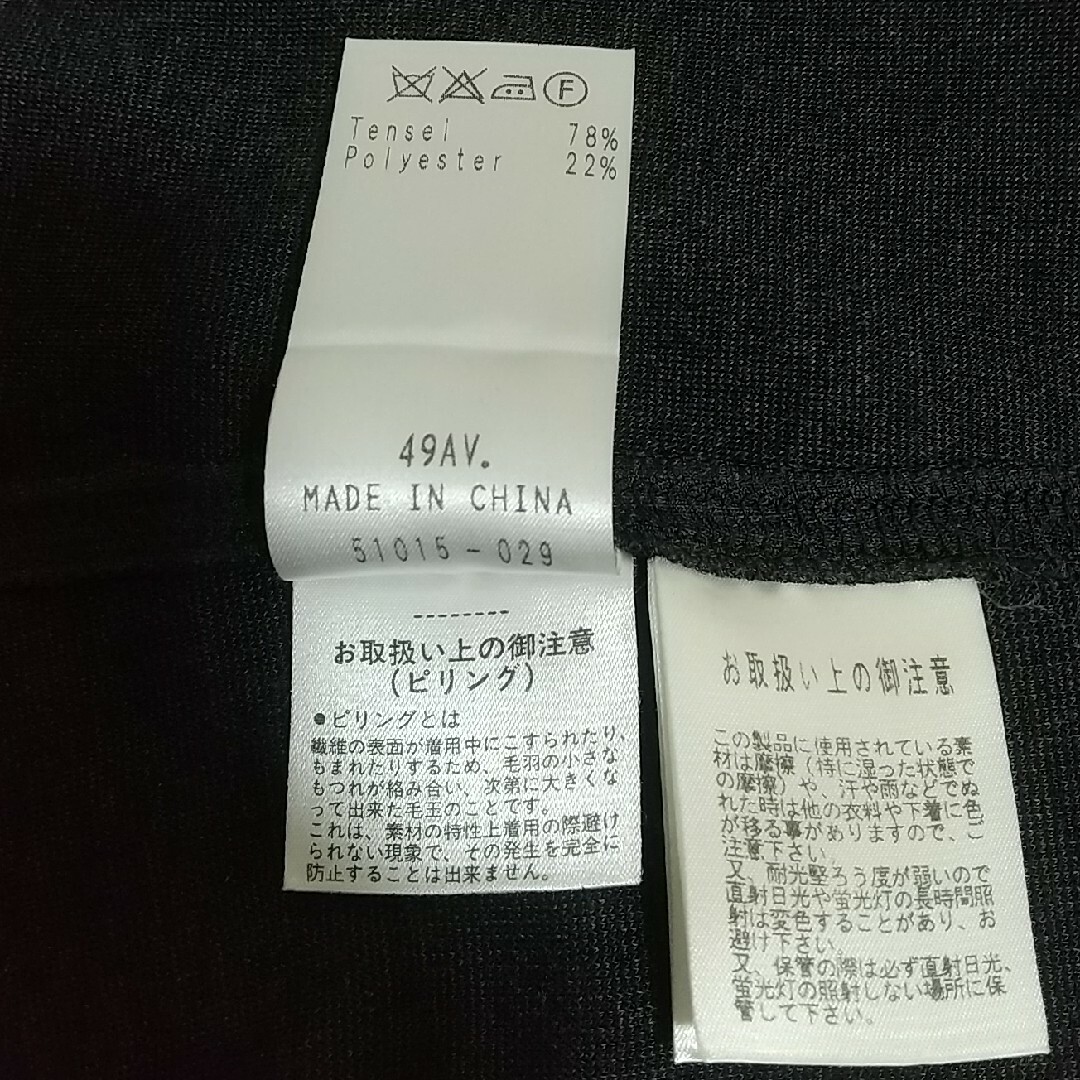 F
Tensel 78%
Polyester 22%
49AV.
MADE IN CHINA
51015-029
--------
お取扱い上の御注意
(ピリング)
●ピリングとは
繊維の表面が着用中にこすられたり、
もまれたりするため、毛羽の小さな
もつれが絡み合い、次第に大きくな
って出来た毛玉のことです。
これは、素材の特性上着用の際避け
られない現象で、その発生を完全に
防止することは出来ません。
お取扱い上の御注意
この製品に使用されている素
材は摩擦(特に湿った状態で
の摩擦)や、汗や雨などでぬ
れた時は他の衣料や下着に色
が移る事がありますので、ご
注意下さい。
又、耐光堅ろう度が弱いので
直射日光や蛍光灯の長時間照
射は変色することがあり、お
避け下さい。
又、保管の際は必ず直射日光、
蛍光灯の照射しない場所に保
管して下さい。